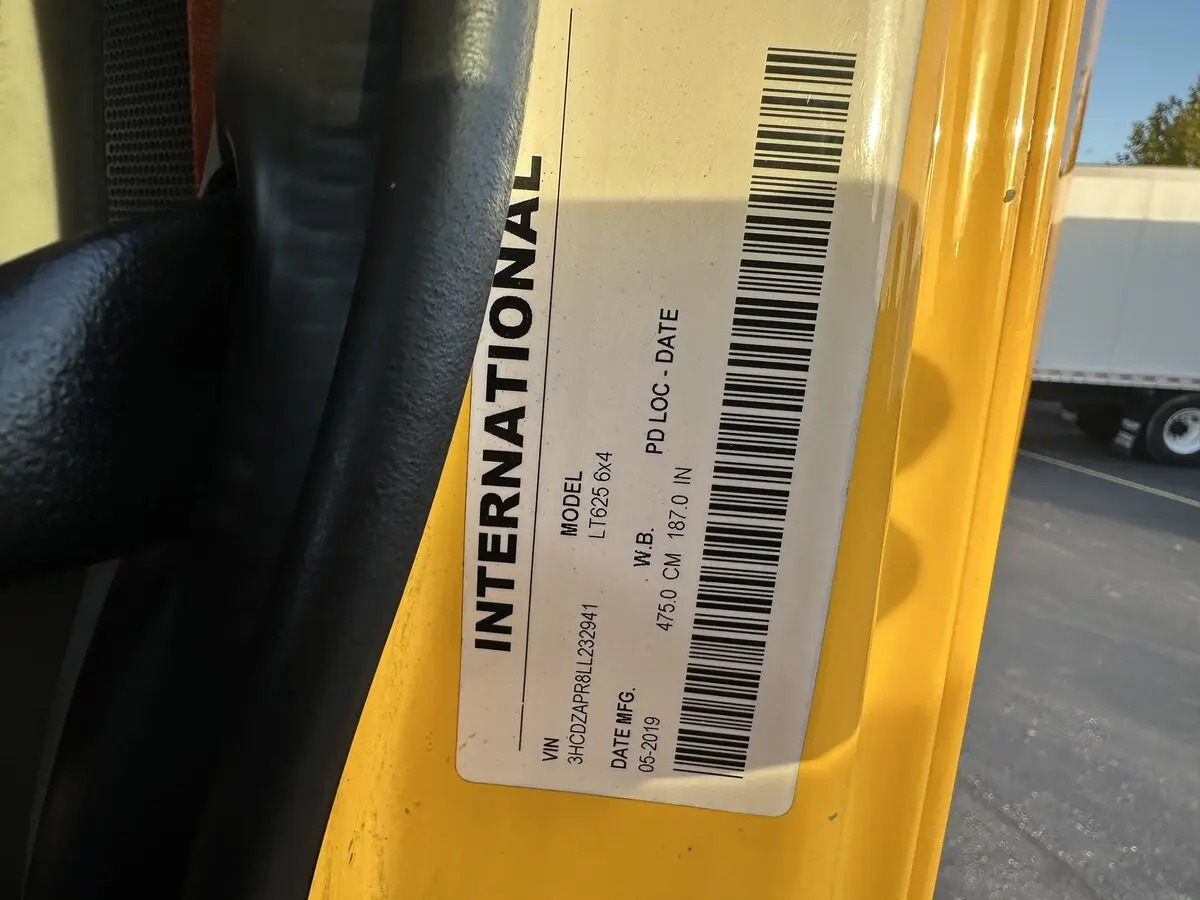 INTERNATIONAL
VIN
3HCDZAPR8LL232941
MODEL
LT625 6x4
DATE MFG.
05-2019
W.B.
475.0 CM 187.0 IN
PD LOC - DATE